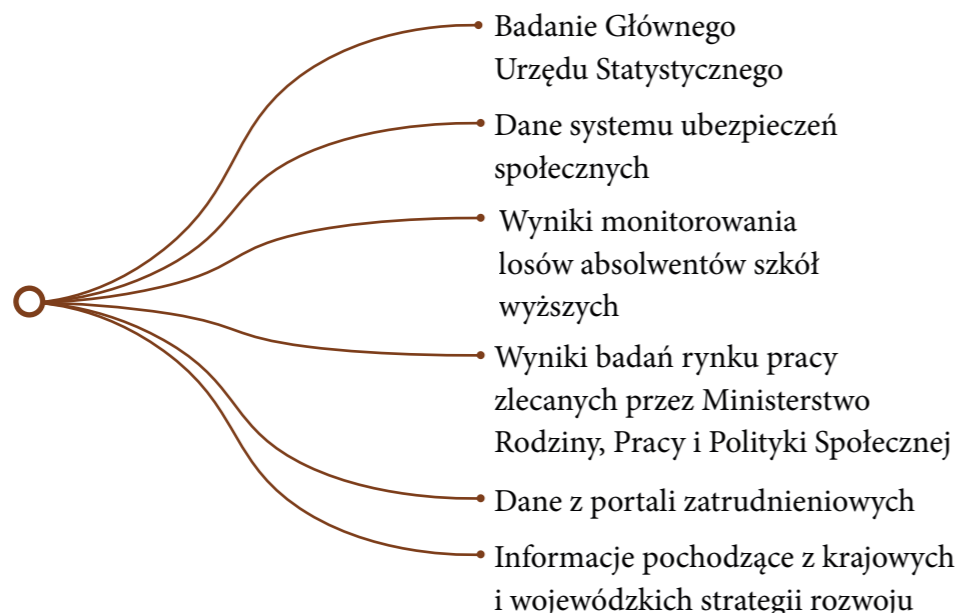 Badanie Głównego
Urzędu Statystycznego
Dane systemu ubezpieczeń
społecznych
Wyniki monitorowania
losów absolwentów szkół
wyższych
Wyniki badań rynku pracy
zlecanych przez Ministerstwo
Rodziny, Pracy i Polityki Społecznej
Dane z portali zatrudnieniowych
Informacje pochodzące z krajowych
i wojewódzkich strategii rozwoju